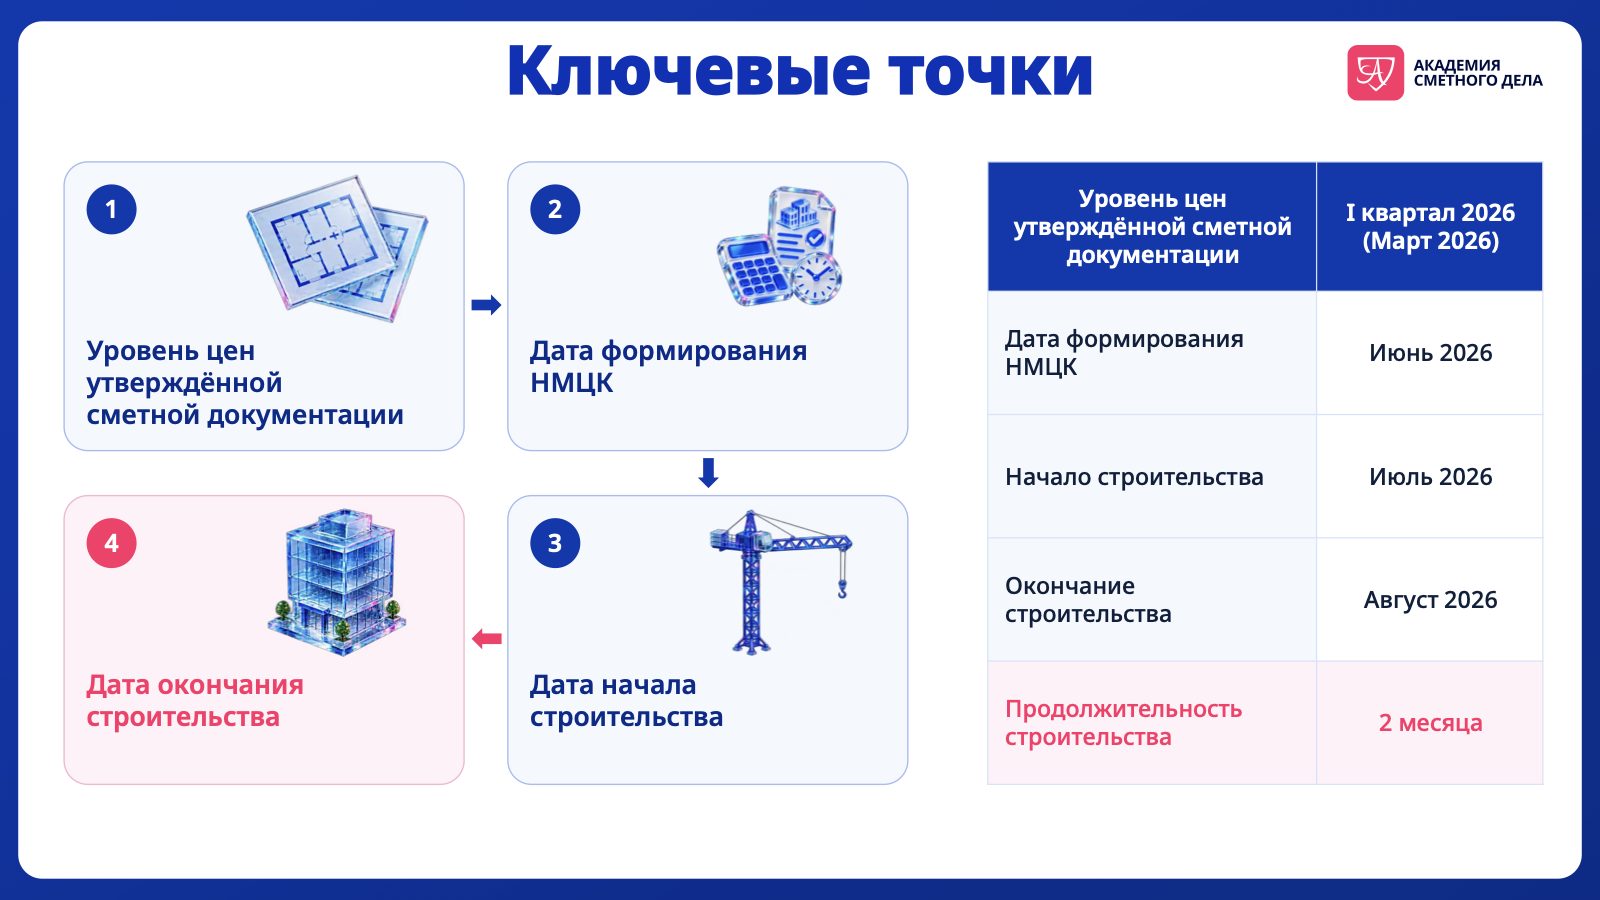 Ключевые точки
АКАДЕМИЯ
СМЕТНОГО ДЕЛА
1
Уровень цен
утверждённой
сметной документации
2
Дата формирования
НМЦК
4
Дата окончания
строительства
3
Дата начала
строительства
Уровень цен
утверждённой сметной
документации
I квартал 2026
(Март 2026)
Дата формирования
НМЦК
Июнь 2026
Начало строительства
Июль 2026
Окончание
строительства
Август 2026
Продолжительность
строительства
2 месяца